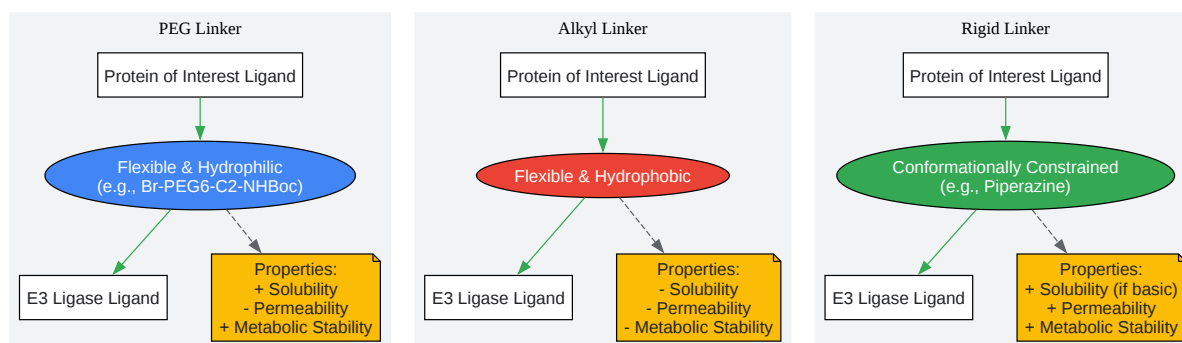 PEG Linker
Protein of Interest Ligand
Flexible & Hydrophilic
(e.g., Br-PEG6-C2-NHBoc)
E3 Ligase Ligand
Properties:
+ Solubility
- Permeability
+ Metabolic Stability
Alkyl Linker
Protein of Interest Ligand
Flexible & Hydrophobic
E3 Ligase Ligand
Properties:
- Solubility
- Permeability
- Metabolic Stability
Rigid Linker
Protein of Interest Ligand
Conformationally Constrained
(e.g., Piperazine)
E3 Ligase Ligand
Properties:
+ Solubility (if basic)
+ Permeability
+ Metabolic Stability